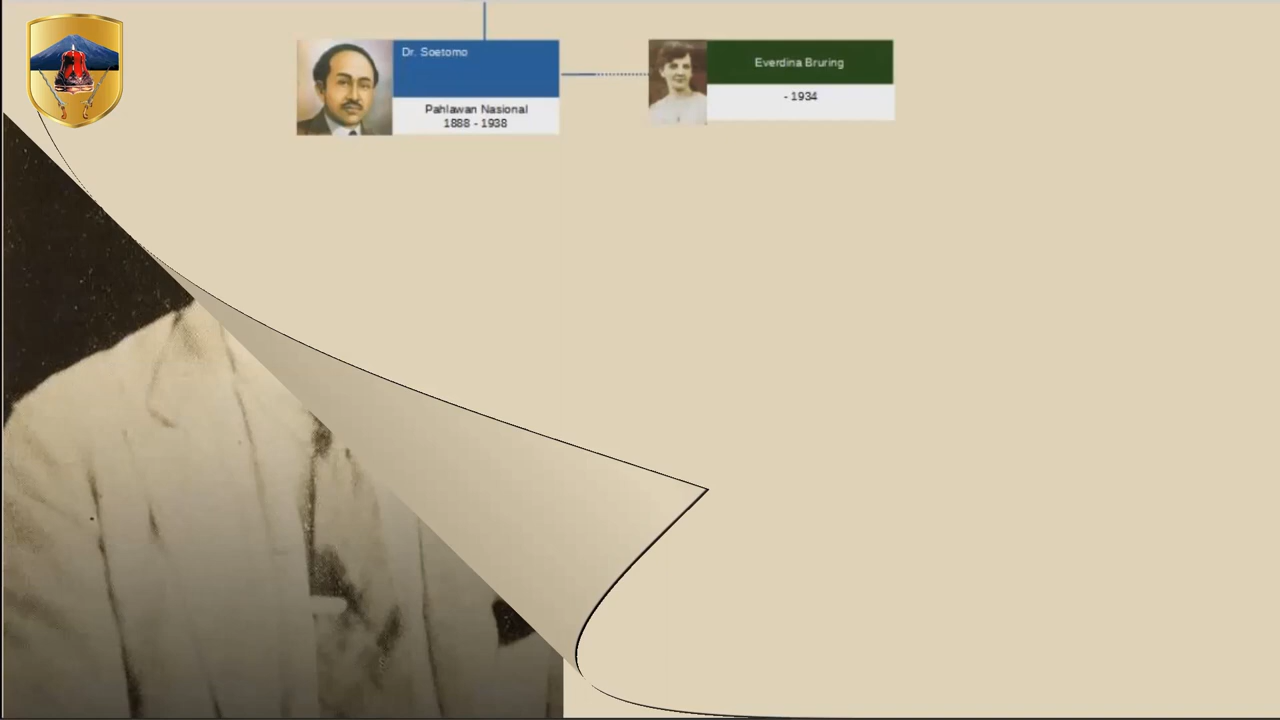 Dr. Soetomo
Pahlawan Nasional
1888 - 1938
Everdina Bruring
- 1934